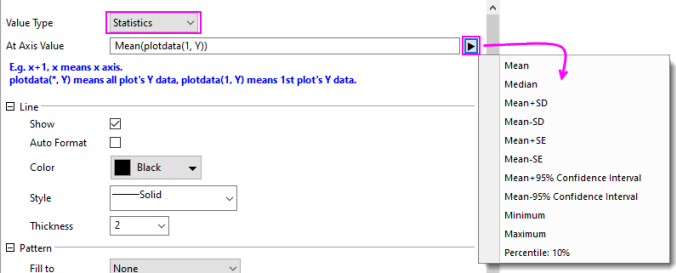 Value Type Statistics
At Axis Value Mean(plotdata(1, Y))
E.g. x+1, x means x axis.
plotdata(*, Y) means all plot's Y data, plotdata(1, Y) means 1st plot's Y data.
Line
Show
Auto Format
Color Black
Style Solid
Thickness 2
Pattern
Fill to None
Mean
Median
Mean+SD
Mean-SD
Mean+SE
Mean-SE
Mean+95% Confidence Interval
Mean-95% Confidence Interval
Minimum
Maximum
Percentile: 10%